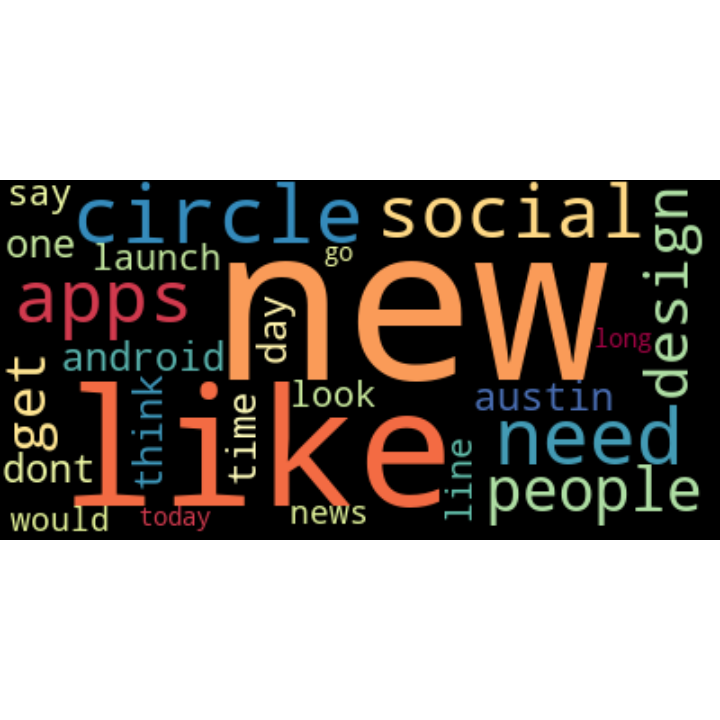 say
circle
social
design
one
launch
go
apps
new
day
long
android
get
think
like
look
time
austin
need
dont
line
people
would
today
news